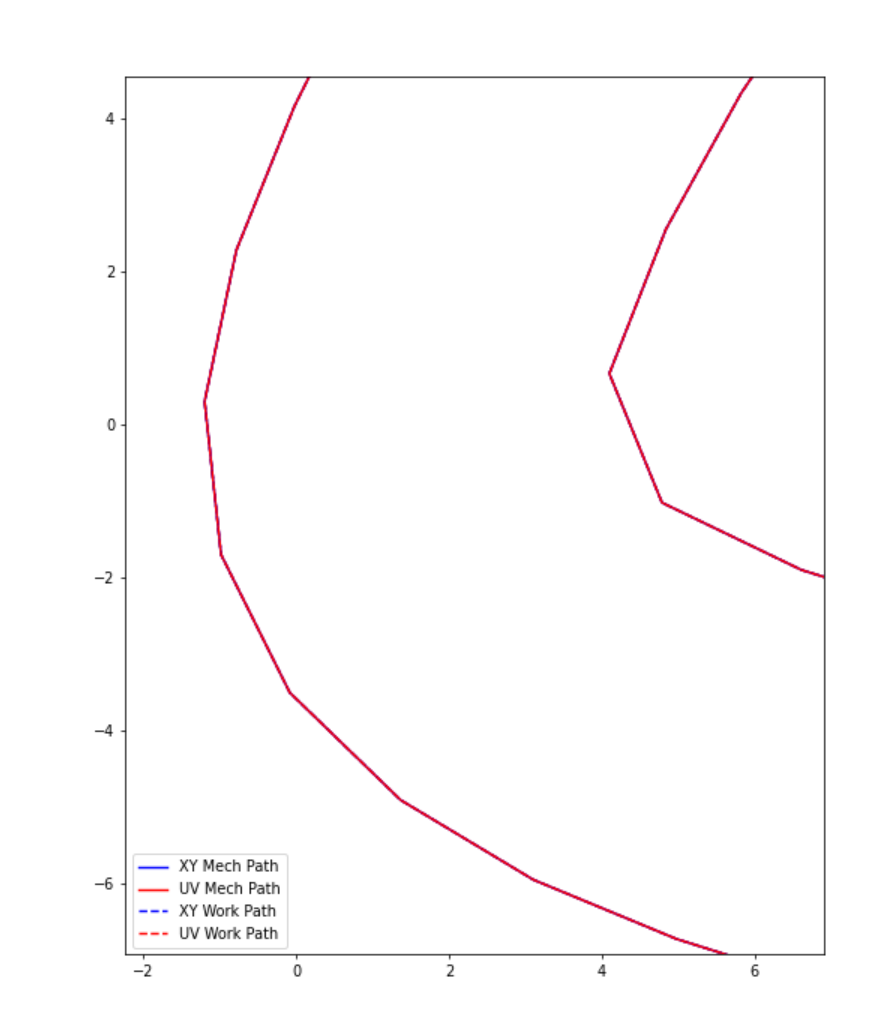 4
2
0
−2
−4
−6
XY Mech Path
UV Mech Path
XY Work Path
UV Work Path
−2 0 2 4 6